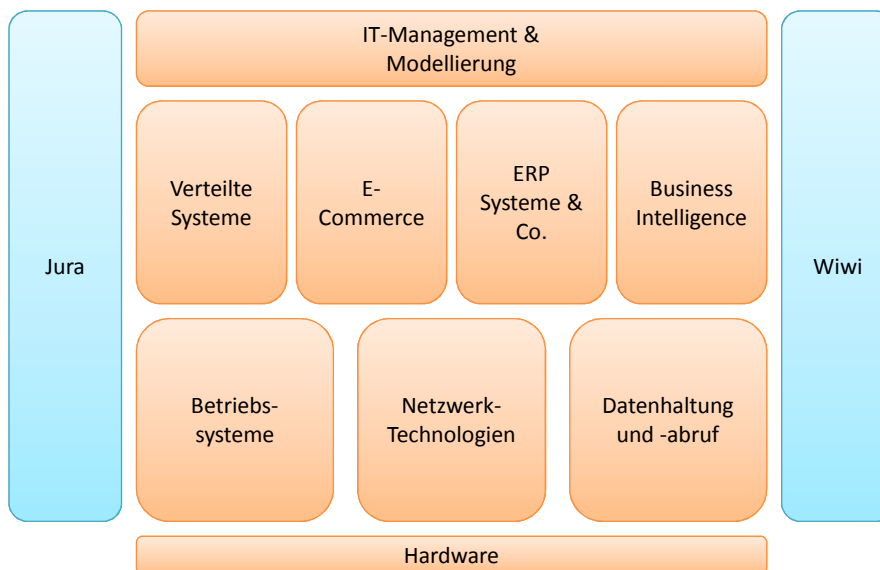 IT-Management &
Modellierung
Verteilte
Systeme
E-
Commerce
ERP
Systeme &
Co.
Business
Intelligence
Jura
Wiwi
Betriebs-
systeme
Netzwerk-
Technologien
Datenhaltung
und -abruf
Hardware